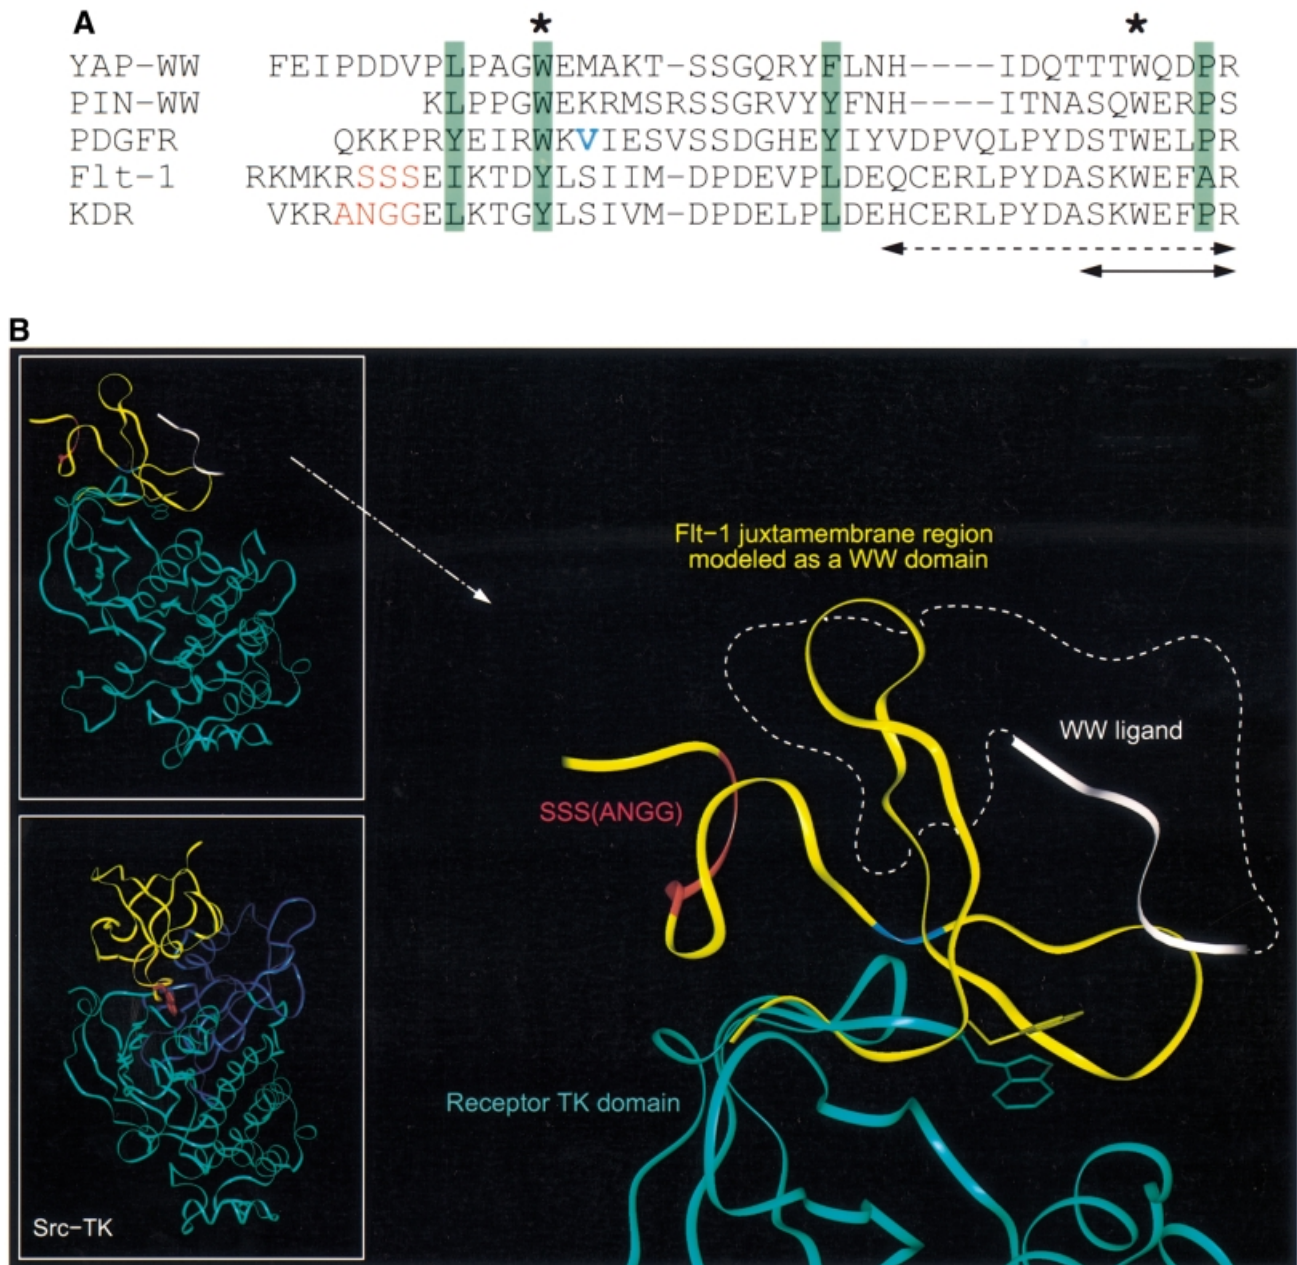 A
* *
YAP-WW FEIPDDVPLPAGWEMAKT-SSGQRYFLNH----IDQTTTWQDPR
PIN-WW KLPPGWEKRMSRSSGRVYYFNH----ITNASQWERPS
PDGFR QKKPRYEIRWKVIESVSSDGHEYIYVDPVQLPYDSTWELPR
Flt-1 RKMKRSSSEIKTDYLSIIM-DPDEVPLDEQCERLPYDASKWEFAR
KDR VKRANGGELKTGYLSIVM-DPDELPLDEHCERLPYDASKWEFPR
B
Flt-1 juxtamembrane region
modeled as a WW domain
WW ligand
SSS(ANGG)
Receptor TK domain
Src-TK